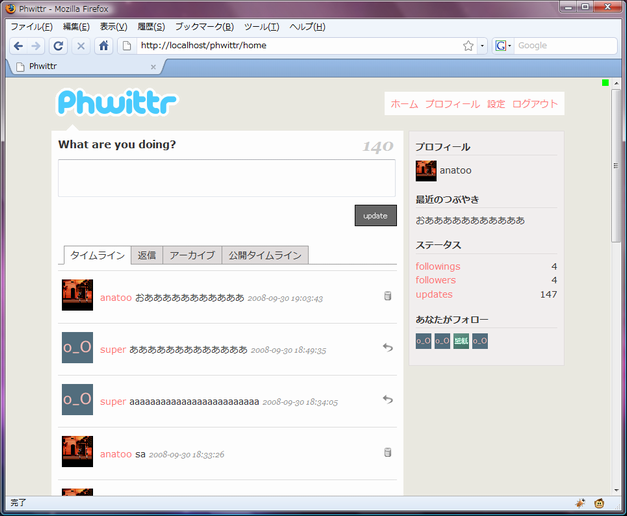 Phwittr - Mozilla Firefox
ファイル(F) 編集(E) 表示(V) 履歴(S) ブックマーク(B) ツール(T) ヘルプ(H)
http://localhost/phwittr/home
Google
Phwittr
Phwittr
ホーム プロフィール 設定 ログアウト
What are you doing? 140
update
タイムライン 返信 アーカイブ 公開タイムライン
anatoo おあああああああああああ 2008-09-30 19:03:43
o_O
super あああああああああああああ 2008-09-30 18:49:35
o_O
super aaaaaaaaaaaaaaaaaaaaaaaaa 2008-09-30 18:34:05
anatoo sa 2008-09-30 18:33:26
プロフィール
anatoo
最近のつぶやき
おあああああああああああ
ステータス
followings 4
followers 4
updates 147
あなたがフォロー
o_O o_O o_O
完了